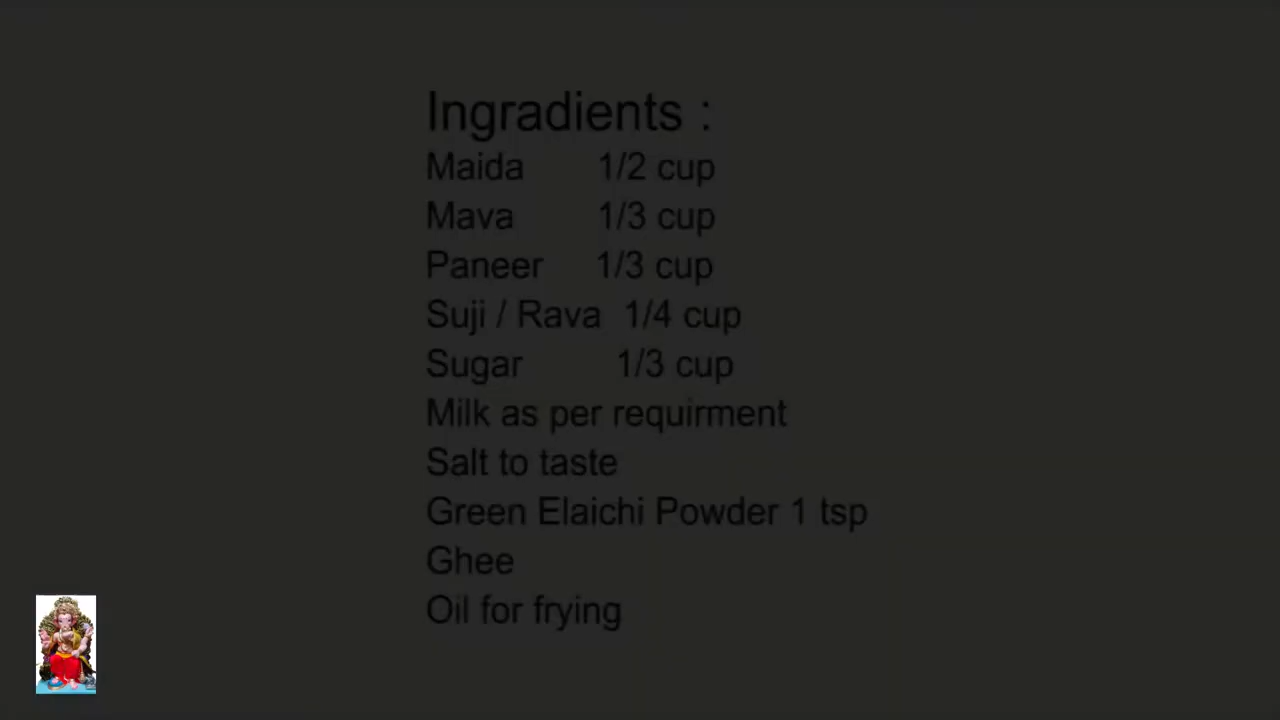 Ingradients :
Maida 1/2 cup
Mava 1/3 cup
Paneer 1/3 cup
Suji / Rava 1/4 cup
Sugar 1/3 cup
Milk as per requirment
Salt to taste
Green Elaichi Powder 1 tsp
Ghee
Oil for frying